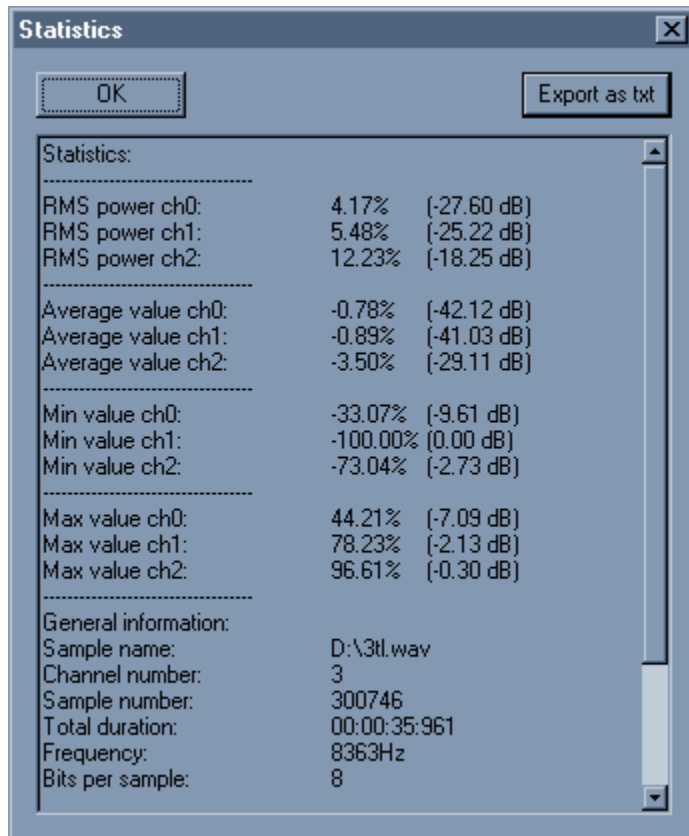 Statistics
OK Export as txt
Statistics:
--------------------------------
RMS power ch0: 4.17% (-27.60 dB)
RMS power ch1: 5.48% (-25.22 dB)
RMS power ch2: 12.23% (-18.25 dB)
--------------------------------
Average value ch0: -0.78% (-42.12 dB)
Average value ch1: -0.89% (-41.03 dB)
Average value ch2: -3.50% (-29.11 dB)
--------------------------------
Min value ch0: -33.07% (-9.61 dB)
Min value ch1: -100.00% (0.00 dB)
Min value ch2: -73.04% (-2.73 dB)
--------------------------------
Max value ch0: 44.21% (-7.09 dB)
Max value ch1: 78.23% (-2.13 dB)
Max value ch2: 96.61% (-0.30 dB)
--------------------------------
General information:
Sample name: D:\3tl.wav
Channel number: 3
Sample number: 300746
Total duration: 00:00:35:961
Frequency: 8363Hz
Bits per sample: 8